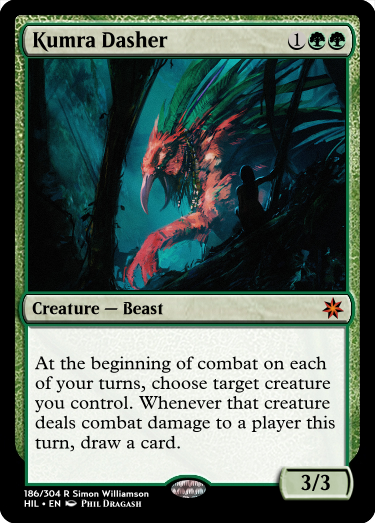 Kumra Dasher 1
Creature — Beast
At the beginning of combat on each
of your turns, choose target creature
you control. Whenever that creature
deals combat damage to a player this
turn, draw a card.
3/3
186/304 R Simon Williamson
HIL • EN Phil Dragash